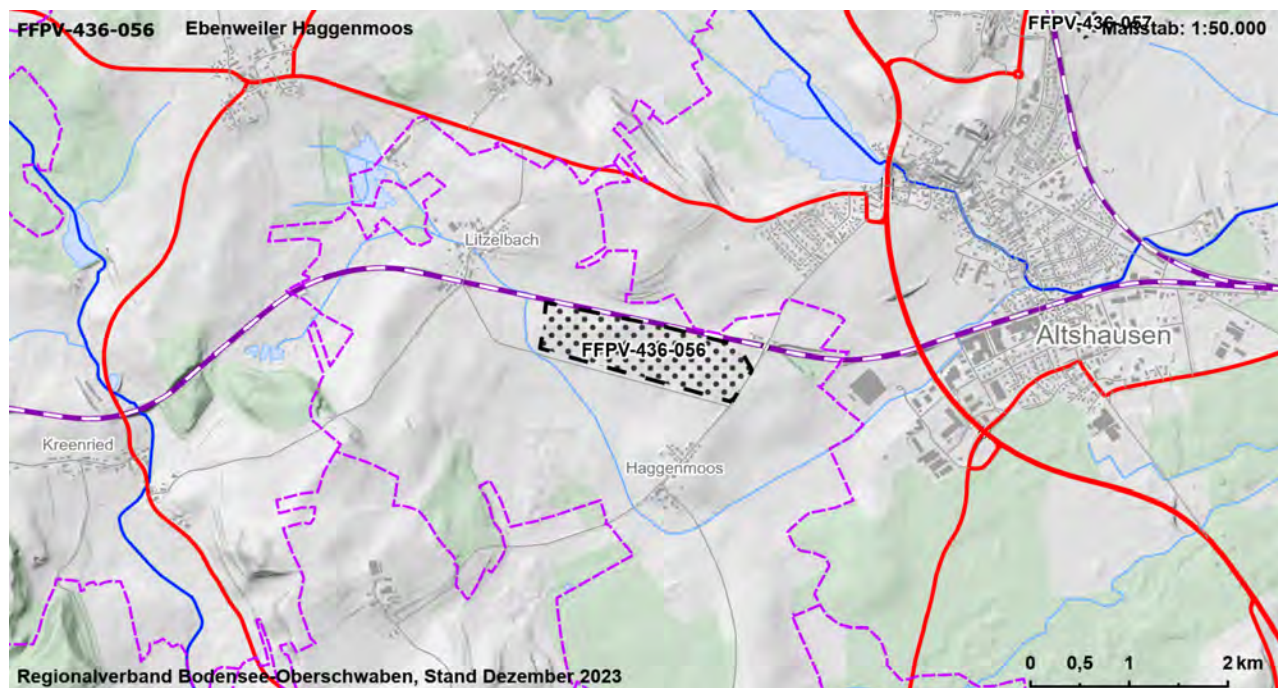 FFPV-436-056
Ebenweiler Haggenmoos
FFPV-436-057
Maßstab: 1:50.000
Litzelbach
FFPV-436-056
Altshausen
Kreenried
Haggenmoos
Regionalverband Bodensee-Oberschwaben, Stand Dezember 2023
0 0,5 1 2 km